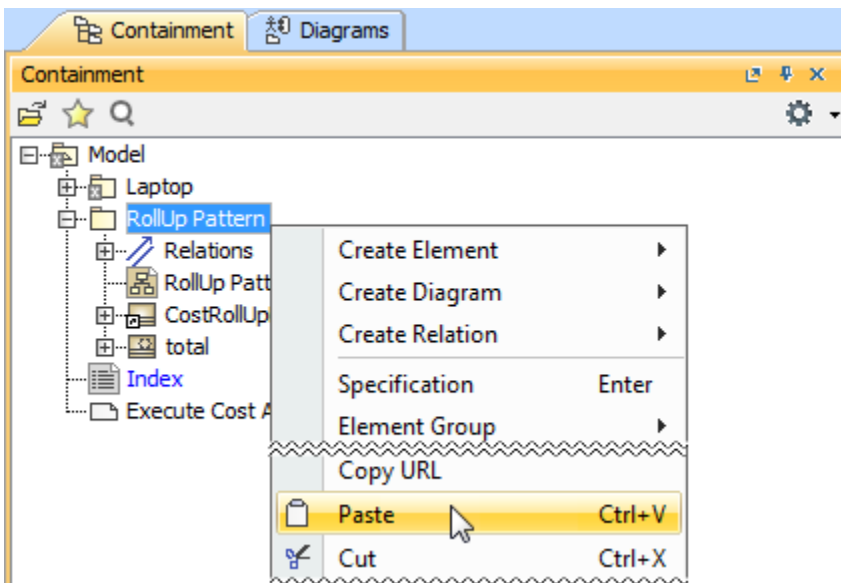 Containment Diagrams
Containment
Model
Laptop
RollUp Pattern
Relations
RollUp Patt
CostRollUp
total
Index
Execute Cost A
Create Element
Create Diagram
Create Relation
Specification Enter
Element Group
Copy URL
Paste Ctrl+V
Cut Ctrl+X